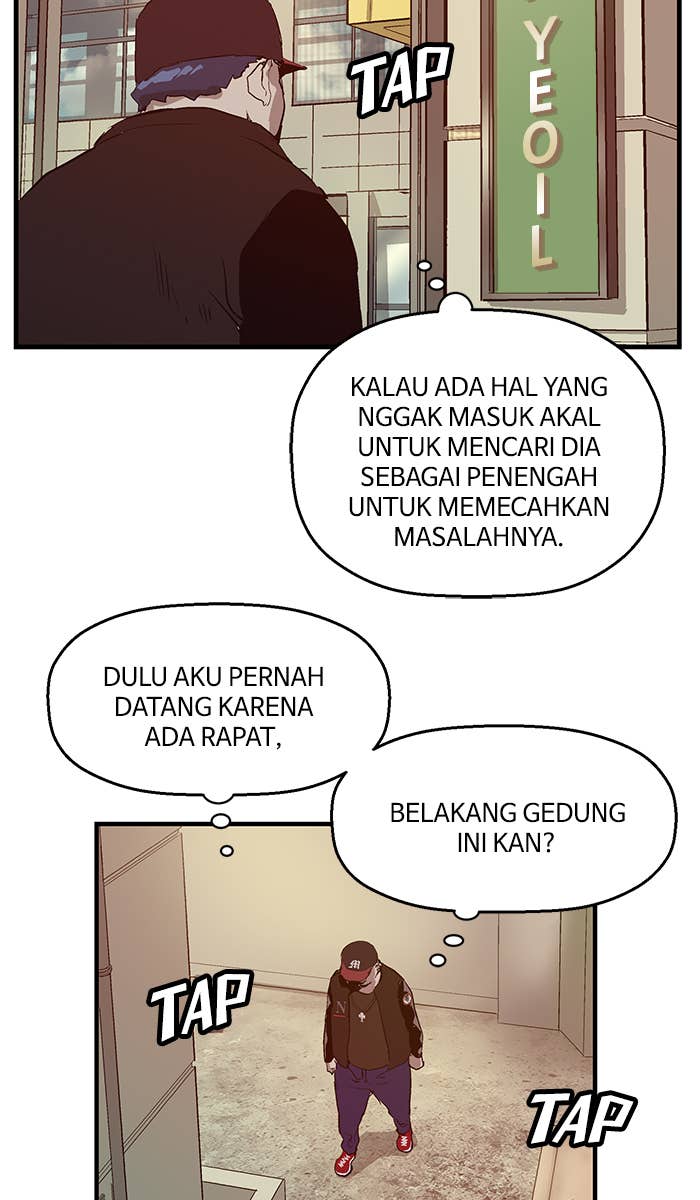 TAP
YEOIL
KALAU ADA HAL YANG
NGGAK MASUK AKAL
UNTUK MENCARI DIA
SEBAGAI PENENGAH
UNTUK MEMECAHKAN
MASALAHNYA.
DULU AKU PERNAH
DATANG KARENA
ADA RAPAT,
BELAKANG GEDUNG
INI KAN?
M
N
TAP
TAP